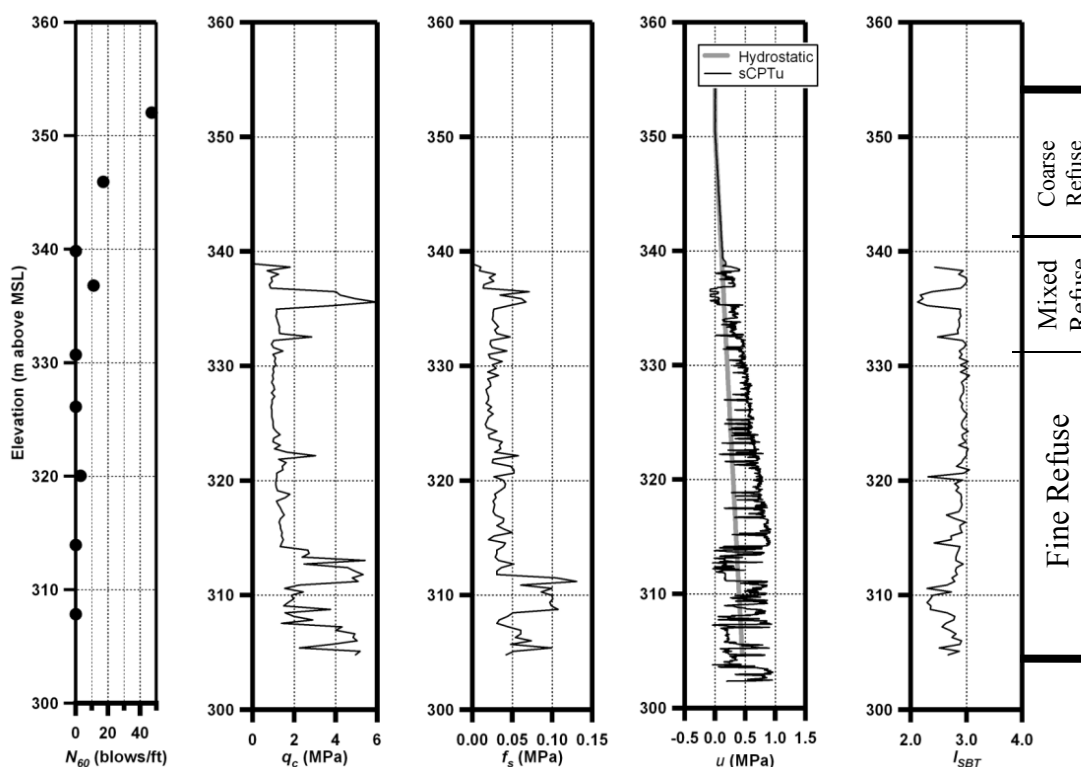 360
350
340
330
320
310
300
Elevation (m above MSL)
0 20 40
N60 (blows/ft)
360
350
340
330
320
310
300
0 2 4 6
qc (MPa)
360
350
340
330
320
310
300
0.00 0.05 0.10 0.15
fs (MPa)
360
350
340
330
320
310
300
Hydrostatic
sCPTu
-0.5 0.0 0.5 1.0 1.5
u (MPa)
360
350
340
330
320
310
300
2.0 3.0 4.0
ISBT
Coarse
Refuse
Mixed
Refuse
Fine Refuse